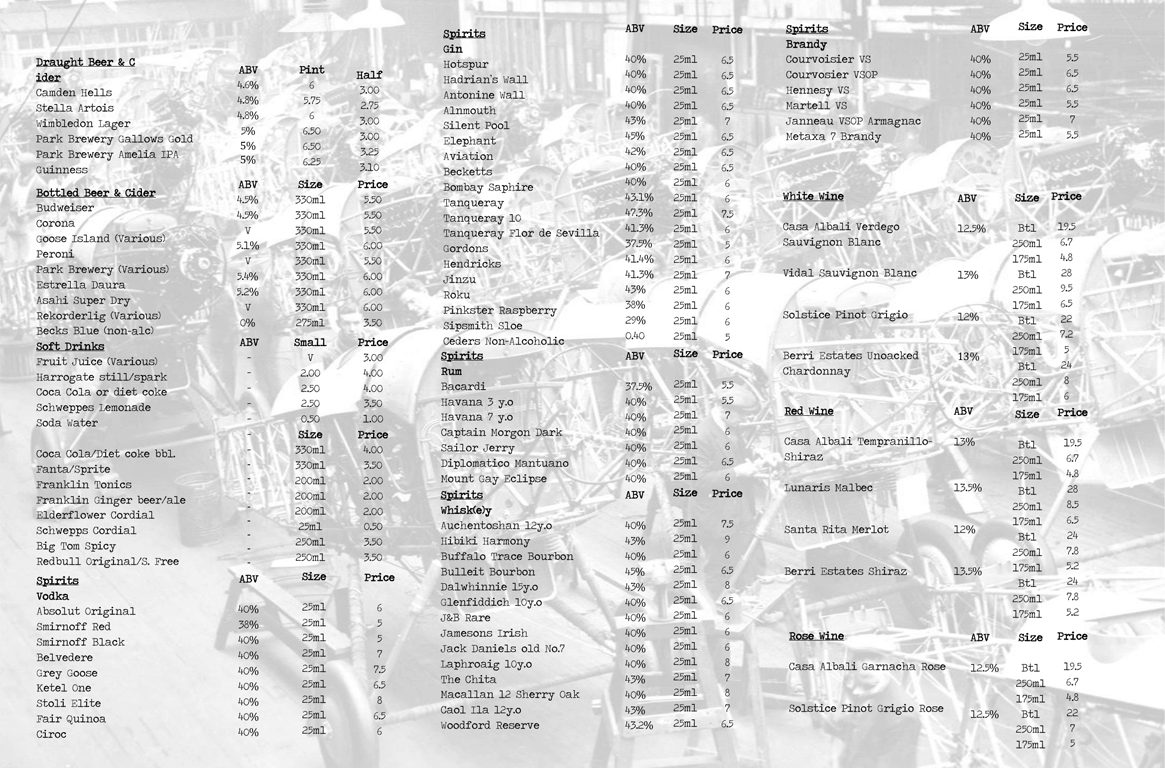 Draught Beer & C ABV Pint Half
ider
Camden Hells 4.6% 6 3.00
Stella Artois 4.8% 5.75 2.75
Wimbledon Lager 4.8% 6 3.00
Park Brewery Gallows Gold 5% 6.50 3.00
Park Brewery Amelia IPA 5% 6.50 3.25
Guinness 5% 6.25 3.10
Bottled Beer & Cider ABV Size Price
Budweiser 4.5% 330ml 5.50
Corona 4.5% 330ml 5.50
Goose Island (Various) V 330ml 5.50
Peroni 5.1% 330ml 6.00
Park Brewery (Various) V 330ml 5.50
Estrella Daura 5.4% 330ml 6.00
Asahi Super Dry 5.2% 330ml 6.00
Rekorderlig (Various) V 330ml 6.00
Becks Blue (non-alc) 0% 275ml 3.50
Soft Drinks ABV Small Price
Fruit Juice (Various) - V 3.00
Harrogate still/spark - 2.00 4.00
Coca Cola or diet coke - 2.50 4.00
Schweppes Lemonade - 2.50 3.50
Soda Water - 0.50 1.00
- Size Price
Coca Cola/Diet coke bbl. - 330ml 4.00
Fanta/Sprite - 330ml 3.50
Franklin Tonics - 200ml 2.00
Franklin Ginger beer/ale - 200ml 2.00
Elderflower Cordial - 200ml 2.00
Schwepps Cordial - 25ml 0.50
Big Tom Spicy - 250ml 3.50
Redbull Original/S. Free - 250ml 3.50
Spirits ABV Size Price
Vodka
Absolut Original 40% 25ml 6
Smirnoff Red 38% 25ml 5
Smirnoff Black 40% 25ml 5
Belvedere 40% 25ml 7
Grey Goose 40% 25ml 7.5
Ketel One 40% 25ml 6.5
Stoli Elite 40% 25ml 8
Fair Quinoa 40% 25ml 6.5
Ciroc 40% 25ml 6
Spirits ABV Size Price
Gin
Hotspur 40% 25ml 6.5
Hadrian's Wall 40% 25ml 6.5
Antonine Wall 40% 25ml 6.5
Alnmouth 40% 25ml 6.5
Silent Pool 43% 25ml 7
Elephant 45% 25ml 6.5
Aviation 42% 25ml 6.5
Becketts 40% 25ml 6.5
Bombay Saphire 40% 25ml 6
Tanqueray 43.1% 25ml 6
Tanqueray 10 47.3% 25ml 7.5
Tanqueray Flor de Sevilla 41.3% 25ml 6
Gordons 37.5% 25ml 5
Hendricks 41.4% 25ml 6
Jinzu 41.3% 25ml 7
Roku 43% 25ml 6
Pinkster Raspberry 38% 25ml 6
Sipsmith Sloe 29% 25ml 6
Ceders Non-Alcoholic 0.40 25ml 5
Spirits ABV Size Price
Rum
Bacardi 37.5% 25ml 5.5
Havana 3 y.o 40% 25ml 5.5
Havana 7 y.o 40% 25ml 7
Captain Morgon Dark 40% 25ml 6
Sailor Jerry 40% 25ml 6
Diplomatico Mantuano 40% 25ml 6.5
Mount Gay Eclipse 40% 25ml 6
Spirits ABV Size Price
Whisk(e)y
Auchentoshan 12y.o 40% 25ml 7.5
Hibiki Harmony 43% 25ml 9
Buffalo Trace Bourbon 40% 25ml 6
Bulleit Bourbon 45% 25ml 6.5
Dalwhinnie 15y.o 43% 25ml 8
Glenfiddich 10y.o 40% 25ml 6.5
J&B Rare 40% 25ml 6
Jamesons Irish 40% 25ml 6
Jack Daniels old No.7 40% 25ml 6
Laphroaig 10y.o 40% 25ml 8
The Chita 43% 25ml 7
Macallan 12 Sherry Oak 40% 25ml 8
Caol Ila 12y.o 43% 25ml 7
Woodford Reserve 43.2% 25ml 6.5
Spirits ABV Size Price
Brandy
Courvoisier VS 40% 25ml 5.5
Courvosier VSOP 40% 25ml 6.5
Hennesy VS 40% 25ml 6.5
Martell VS 40% 25ml 5.5
Janneau VSOP Armagnac 40% 25ml 7
Metaxa 7 Brandy 40% 25ml 5.5
White Wine ABV Size Price
Casa Albali Verdego 12.5% Btl 19.5
Sauvignon Blanc 250ml 6.7
175ml 4.8
Vidal Sauvignon Blanc 13% Btl 28
250ml 9.5
175ml 6.5
Solstice Pinot Grigio 12% Btl 22
250ml 7.2
175ml 5
Berri Estates Unoacked 13% Btl 24
Chardonnay 250ml 8
175ml 6
Red Wine ABV Size Price
Casa Albali Tempranillo- 13% Btl 19.5
Shiraz 250ml 6.7
175ml 4.8
Lunaris Malbec 13.5% Btl 28
250ml 8.5
175ml 6.5
Santa Rita Merlot 12% Btl 24
250ml 7.8
175ml 5.2
Berri Estates Shiraz 13.5% Btl 24
250ml 7.8
175ml 5.2
Rose Wine ABV Size Price
Casa Albali Garnacha Rose 12.5% Btl 19.5
250ml 6.7
175ml 4.8
Solstice Pinot Grigio Rose 12.5% Btl 22
250ml 7
175ml 5